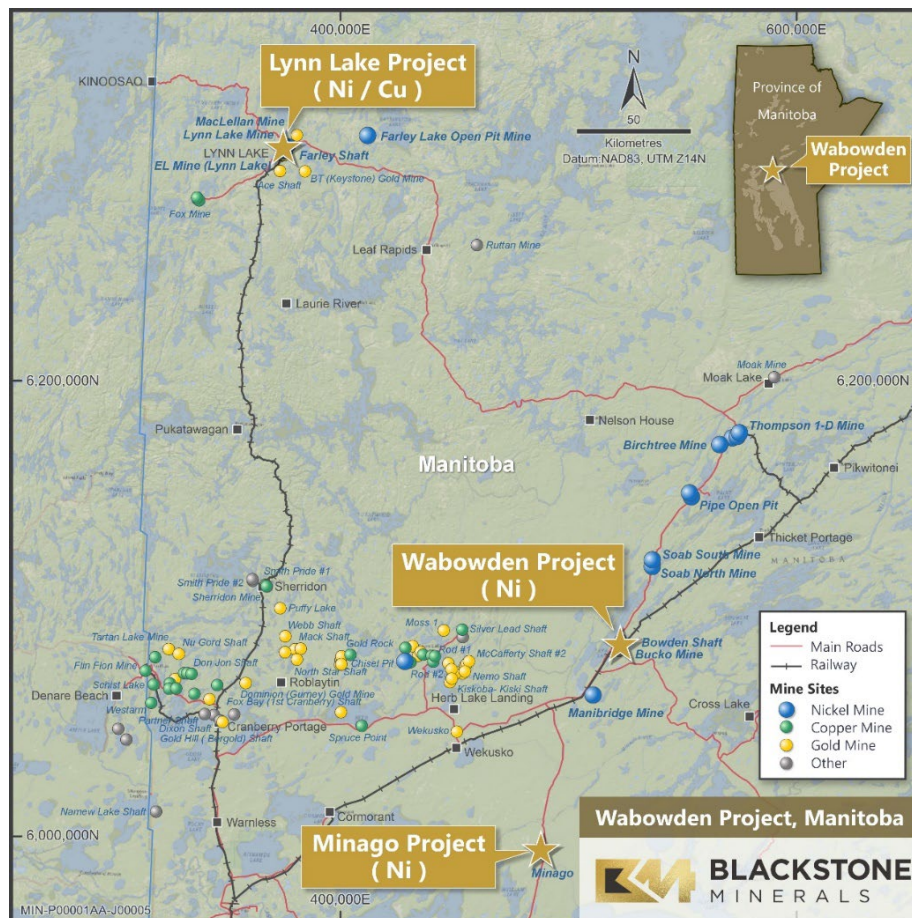 400,000E
600,000E
KINOOSAO
Lynn Lake Project
( Ni / Cu )
N
50
Kilometres
Datum:NAD83, UTM Z14N
Province of
Manitoba
Wabowden
Project
MacLellan Mine
Lynn Lake Mine
LYNN LAKE
Farley Shaft
EL Mine (Lynn Lake)
Farley Lake Open Pit Mine
Ace Shaft
BT (Keystone) Gold Mine
Fox Mine
Leaf Rapids
Ruttan Mine
Laurie River
6,200,000N
6,200,000N
Moak Mine
Moak Lake
Pukatawagan
Nelson House
Thompson 1-D Mine
Birchtree Mine
Manitoba
Pikwitonei
Pipe Open Pit
Thicket Portage
MANITOBA
Wabowden Project
( Ni )
Soab South Mine
Soab North Mine
Smith Pride #1
Smith Pride #2
Sherridon
Sherridon Mine
Puffy Lake
Webb Shaft
Mack Shaft
Gold Rock
Moss 1
Silver Lead Shaft
Tartan Lake Mine
Nu Gord Shaft
Rod #1
McCafferty Shaft #2
Flin Flon Mine
Don Jon Shaft
North Star Shaft
Chisel Pit
Rod #2
Nemo Shaft
Schist Lake
Roblaytin
Kiskoba- Kiski Shaft
Denare Beach
Westarm
Dominion (Gurney) Gold Mine
Herb Lake Landing
Fox Bay (1st Cranberry) Shaft
Partner Shaft
Dixon Shaft
Cranberry Portage
Gold Hill (Bergold) Shaft
Spruce Point
Wekusko
Wekusko
Bowden Shaft
Bucko Mine
Manibridge Mine
Cross Lake
Legend
Main Roads
Railway
Mine Sites
Nickel Mine
Copper Mine
Gold Mine
Other
Namew Lake Shaft
Warnless
Cormorant
6,000,000N
Minago Project
( Ni )
Minago
Wabowden Project, Manitoba
BLACKSTONE
MINERALS
MIN-P00001AA-J00005
400,000E